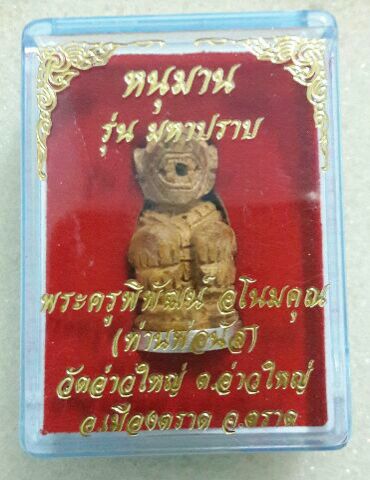 หนุมาน
รุ่น มหาปราบ
พระครูพิพัฒน์ อโนมคุณ
(ท่านพ่อนิล)
วัดอ่าวใหญ่ ต.อ่าวใหญ่
อ.เมืองตราด จ.ตราด